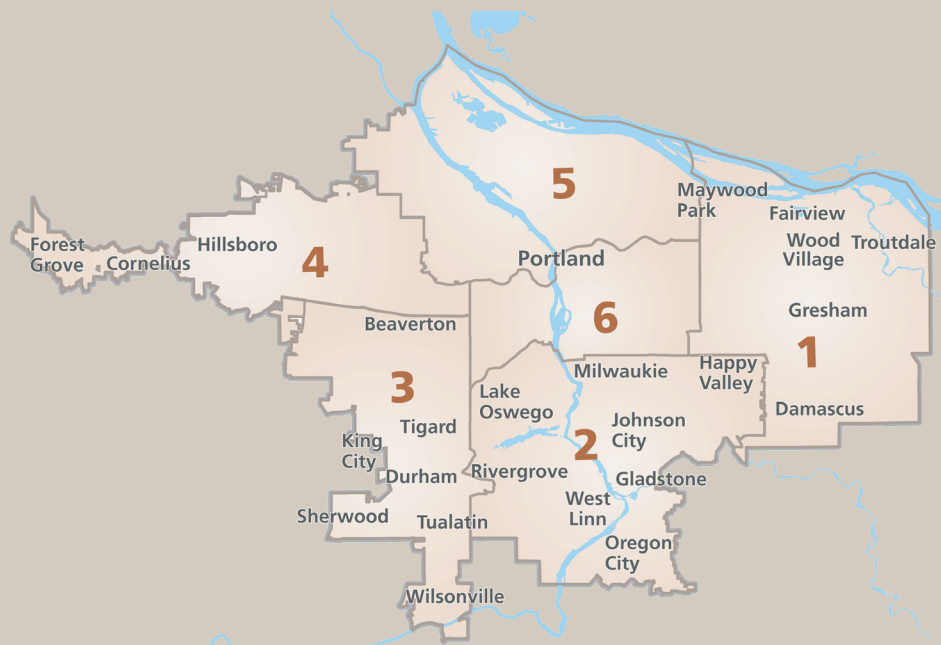 5
Maywood
Park
Fairview
Wood
Village
Troutdale
Forest
Grove
Cornelius
Hillsboro
4
Portland
Gresham
6
1
Beaverton
3
Milwaukie
Happy
Valley
Lake
Oswego
Damascus
Tigard
Johnson
City
King
City
2
Durham
Rivergrove
Gladstone
West
Linn
Sherwood
Tualatin
Oregon
City
Wilsonville